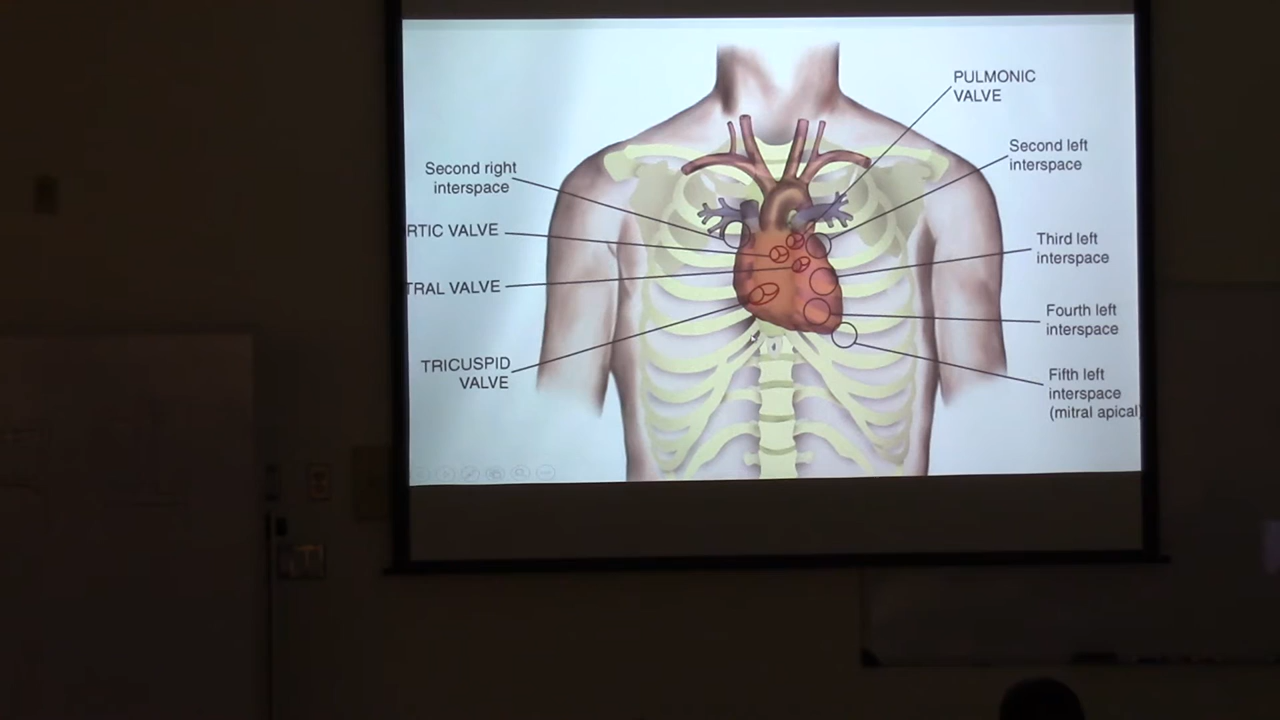 PULMONIC
VALVE
Second left
interspace
Second right
interspace
RTIC VALVE
Third left
interspace
TRAL VALVE
Fourth left
interspace
TRICUSPID
VALVE
Fifth left
interspace
(mitral apical